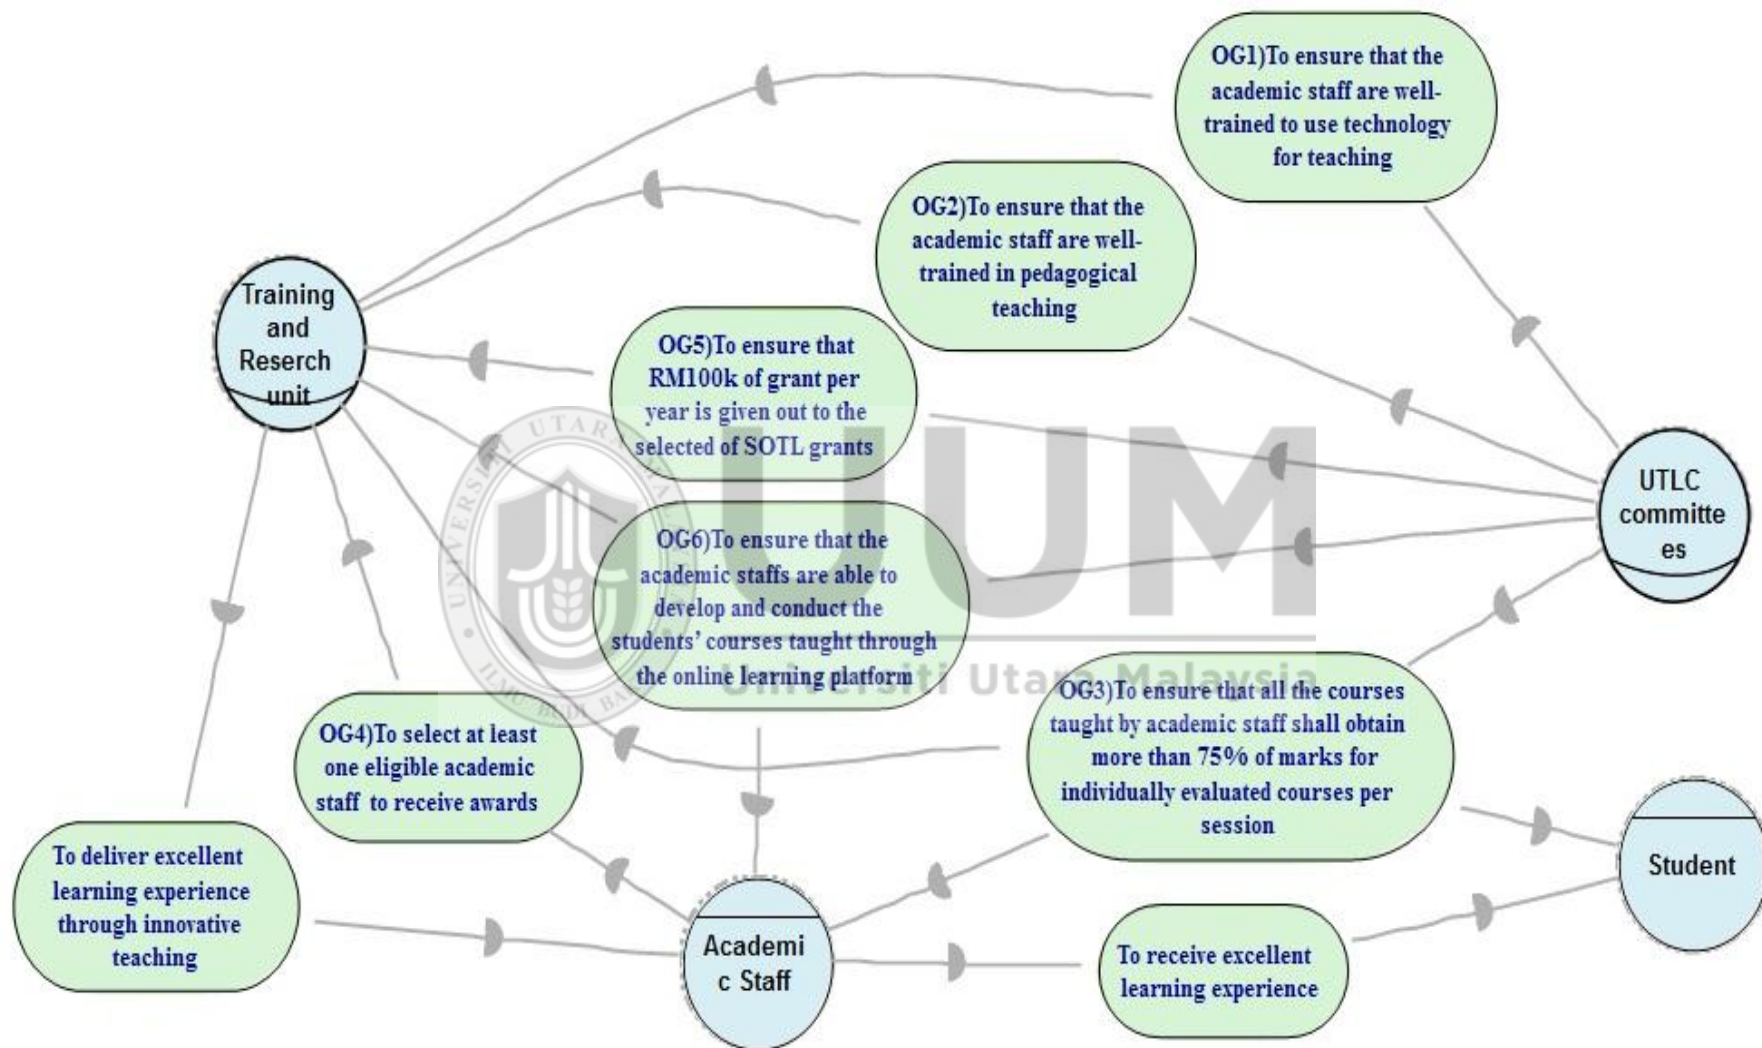 OG1)To ensure that the
academic staff are well-
trained to use technology
for teaching
OG2)To ensure that the
academic staff are well-
trained in pedagogical
teaching
Training
and
Reserch
unit
OG5)To ensure that
RM100k of grant per
year is given out to the
selected of SOTL grants
UTLC
committe
es
OG6)To ensure that the
academic staffs are able to
develop and conduct the
students’ courses taught through
the online learning platform
UUM
Universiti Utara Malaysia
OG3)To ensure that all the courses
taught by academic staff shall obtain
more than 75% of marks for
individually evaluated courses per
session
OG4)To select at least
one eligible academic
staff to receive awards
To deliver excellent
learning experience
through innovative
teaching
Student
Academi
c Staff
To receive excellent
learning experience